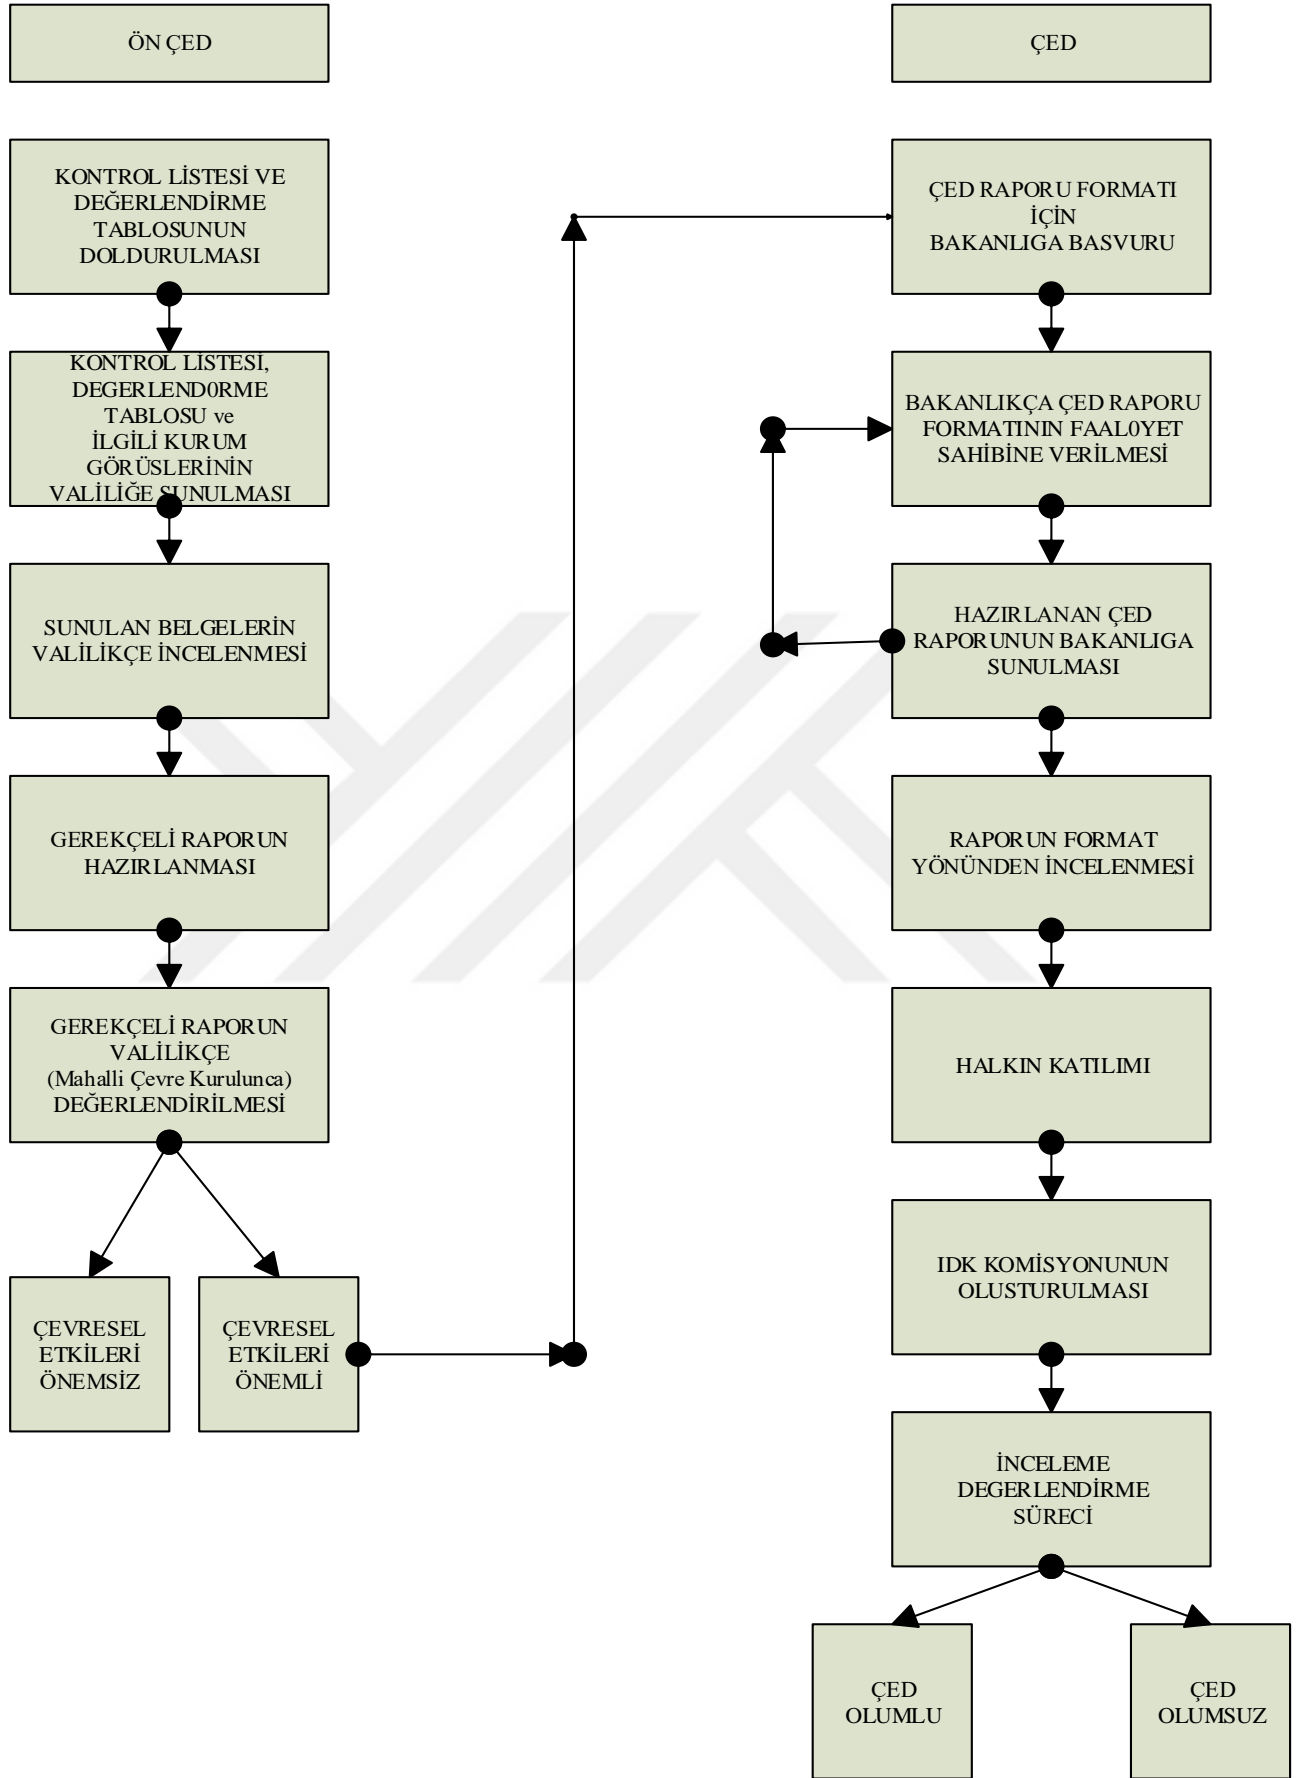 ÖN ÇED
KONTROL LİSTESİ VE
DEĞERLENDİRME
TABLOSUNUN
DOLDURULMASI
KONTROL LİSTESİ,
DEGERLEND0RME
TABLOSU ve
İLGİLİ KURUM
GÖRÜSLERİNİN
VALİLİĞE SUNULMASI
SUNULAN BELGELERİN
VALİLİKÇE İNCELENMESİ
GEREKÇELİ RAPORUN
HAZIRLANMASI
GEREKÇELİ RAPORUN
VALİLİKÇE
(Mahalli Çevre Kurulunca)
DEĞERLENDİRİLMESİ
ÇEVRESEL
ETKİLERİ
ÖNEMSİZ
ÇEVRESEL
ETKİLERİ
ÖNEMLİ
ÇED
ÇED RAPORU FORMATI
İÇİN
BAKANLIGA BASVURU
BAKANLIKÇA ÇED RAPORU
FORMATININ FAAL0YET
SAHİBİNE VERİLMESİ
HAZIRLANAN ÇED
RAPORUNUN BAKANLIGA
SUNULMASI
RAPORUN FORMAT
YÖNÜNDEN İNCELENMESİ
HALKIN KATILIMI
IDK KOMİSYONUNUN
OLUSTURULMASI
İNCELEME
DEGERLENDİRME
SÜRECİ
ÇED
OLUMLU
ÇED
OLUMSUZ